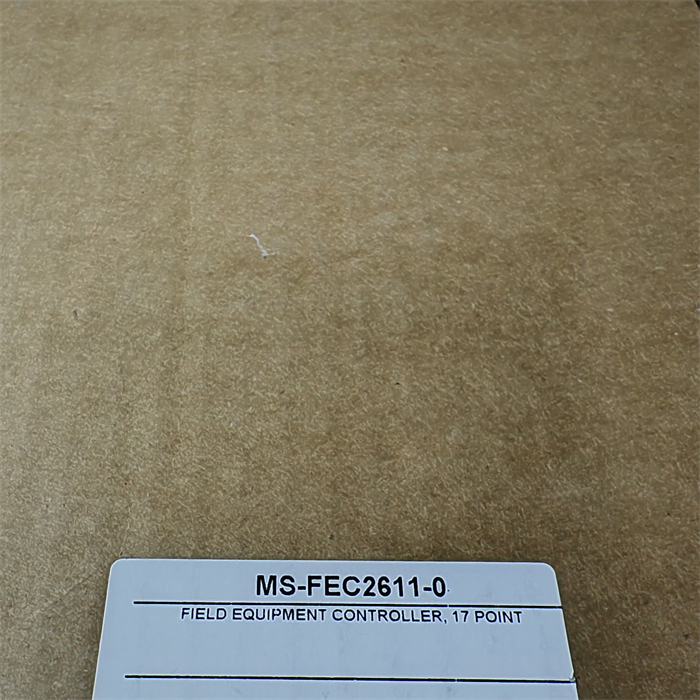 MS-FEC2611-0
FIELD EQUIPMENT CONTROLLER, 17 POINT